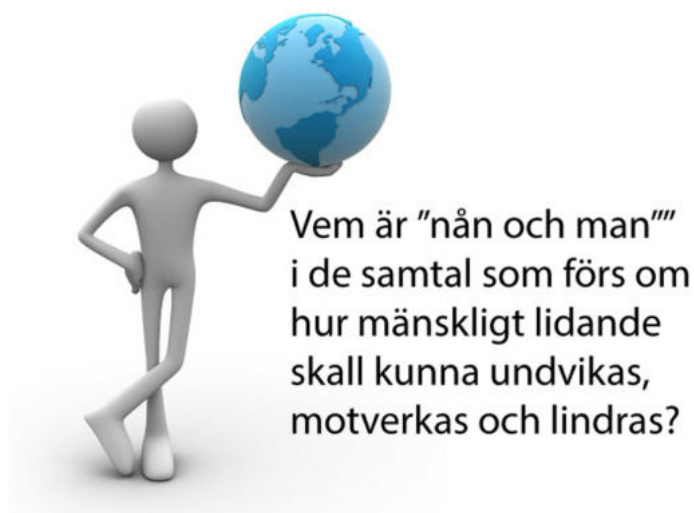 Vem är ”nån och man””
i de samtal som förs om
hur mänskligt lidande
skall kunna undvikas,
motverkas och lindras?